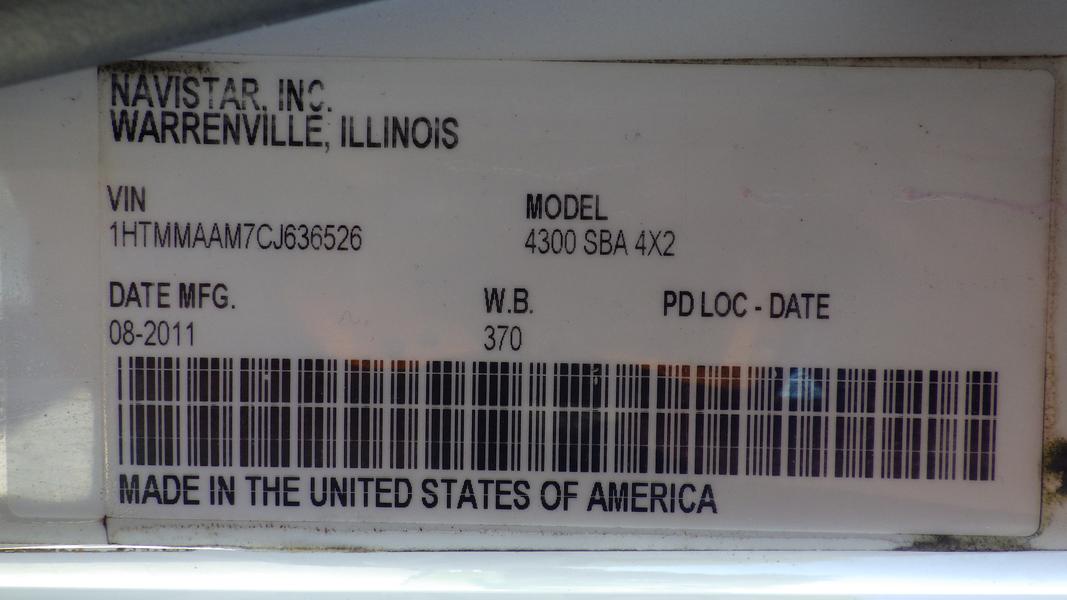 NAVISTAR, INC.
WARRENVILLE, ILLINOIS
VIN MODEL
1HTMMAAM7CJ636526 4300 SBA 4X2
DATE MFG. W.B. PD LOC - DATE
08-2011 370
MADE IN THE UNITED STATES OF AMERICA